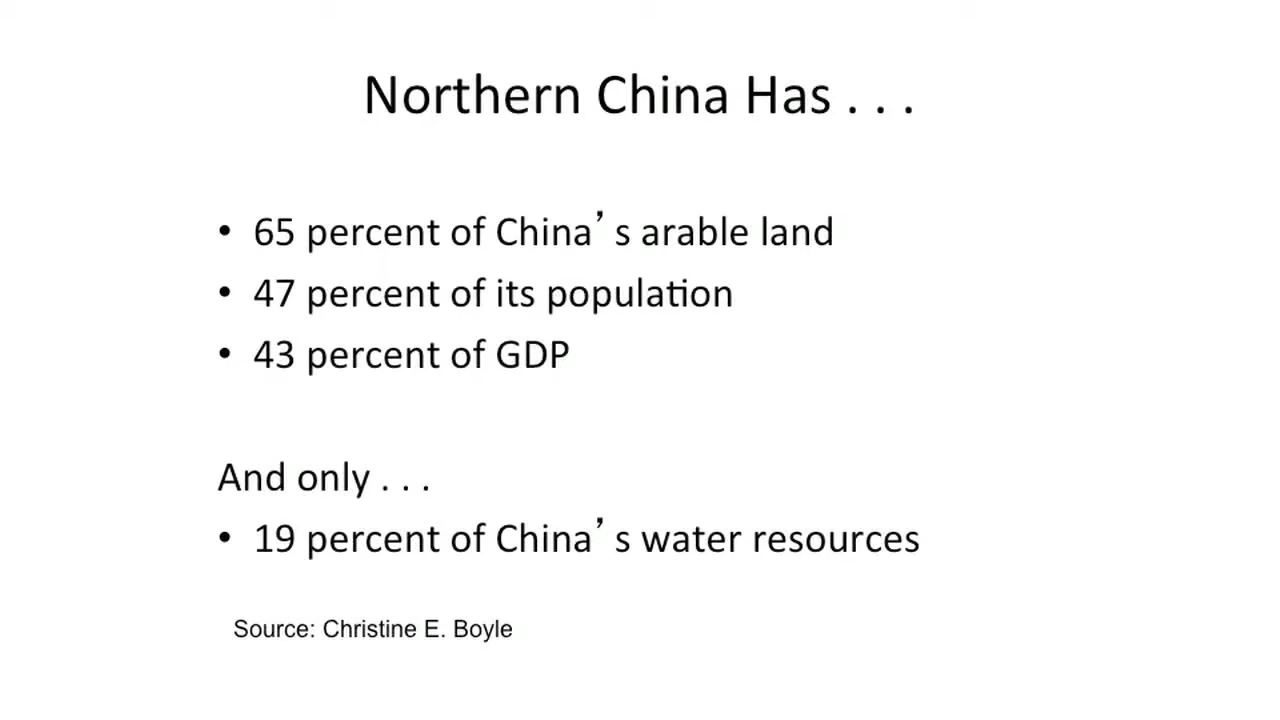 Northern China Has . . .
• 65 percent of China’s arable land
• 47 percent of its population
• 43 percent of GDP
And only . . .
• 19 percent of China’s water resources
Source: Christine E. Boyle